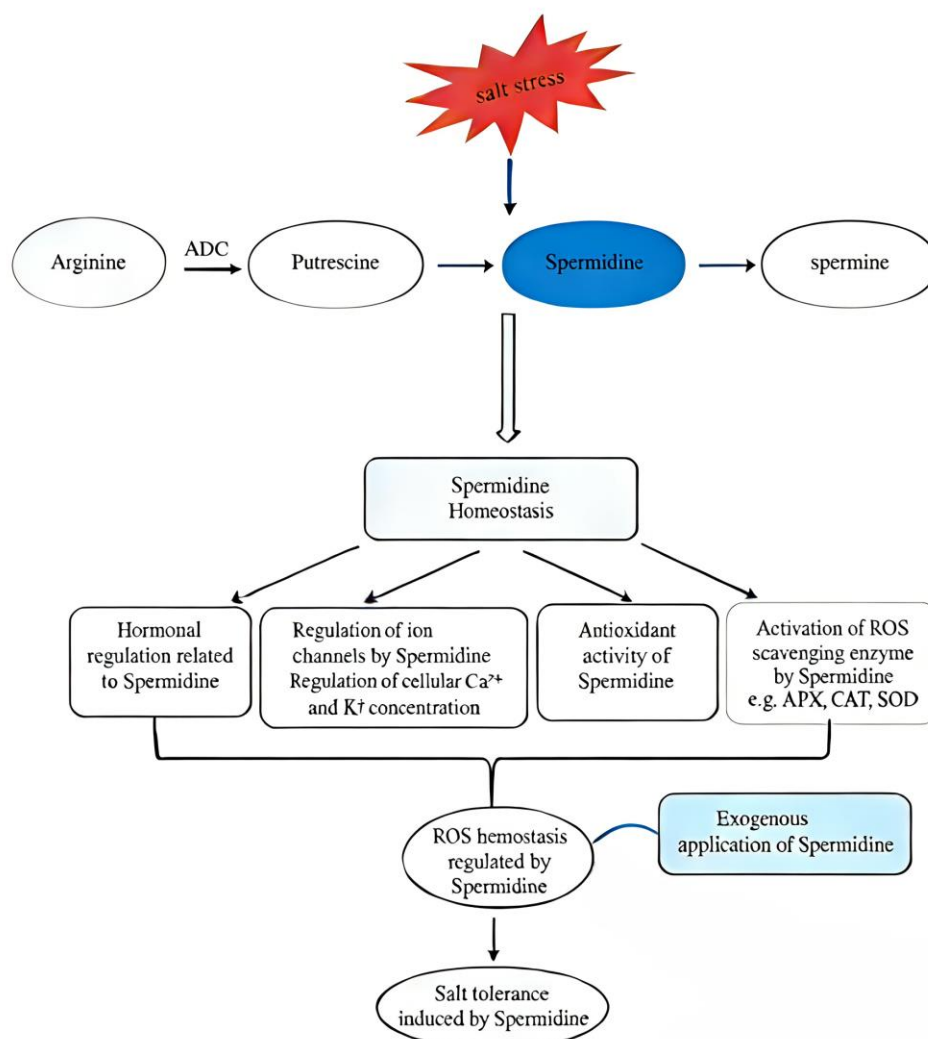 salt stress
Arginine
ADC
Putrescine
Spermidine
spermine
Spermidine
Homeostasis
Hormonal
regulation related
to Spermidine
Regulation of ion
channels by Spermidine
Regulation of cellular Ca²⁺
and K† concentration
Antioxidant
activity of
Spermidine
Activation of ROS
scavenging enzyme
by Spermidine
e.g. APX, CAT, SOD
ROS hemostasis
regulated by
Spermidine
Exogenous
application of Spermidine
Salt tolerance
induced by Spermidine